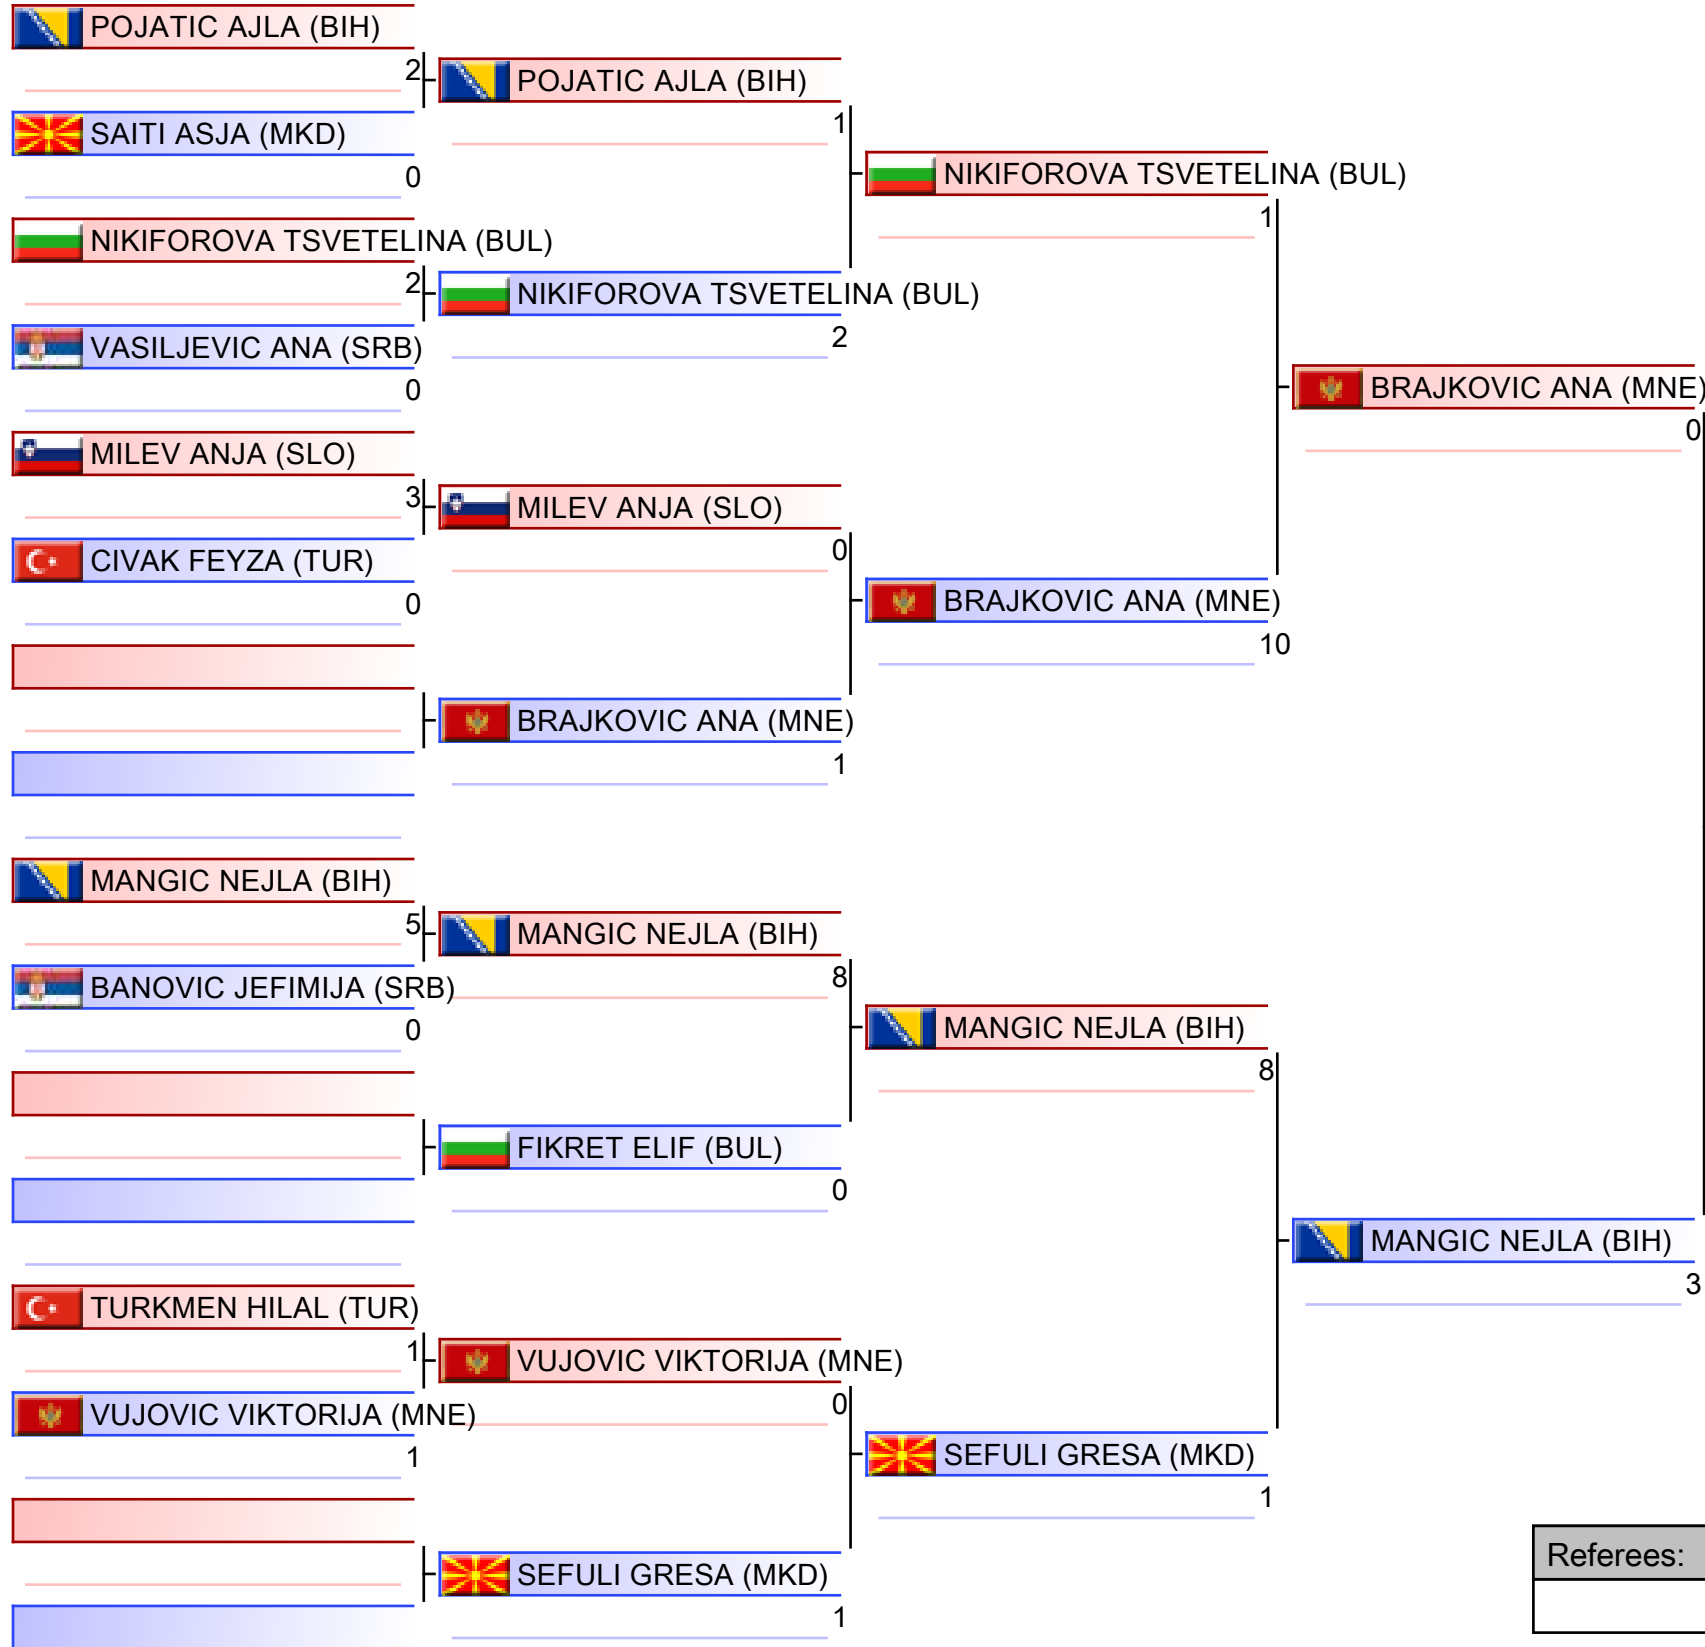 POJATIC AJLA (BIH)
2
POJATIC AJLA (BIH)
1
SAITI ASJA (MKD)
0
NIKIFOROVA TSVETELINA (BUL)
1
NIKIFOROVA TSVETELINA (BUL)
2
NIKIFOROVA TSVETELINA (BUL)
2
VASILJEVIC ANA (SRB)
0
BRAJKOVIC ANA (MNE)
0
MILEV ANJA (SLO)
3
MILEV ANJA (SLO)
0
CIVAK FEYZA (TUR)
0
BRAJKOVIC ANA (MNE)
10
BRAJKOVIC ANA (MNE)
1
MANGIC NEJLA (BIH)
5
MANGIC NEJLA (BIH)
8
BANOVIC JEFIMIJA (SRB)
0
MANGIC NEJLA (BIH)
8
FIKRET ELIF (BUL)
0
MANGIC NEJLA (BIH)
3
TURKMEN HILAL (TUR)
1
VUJOVIC VIKTORIJA (MNE)
0
VUJOVIC VIKTORIJA (MNE)
1
SEFULI GRESA (MKD)
1
SEFULI GRESA (MKD)
1
Referees: